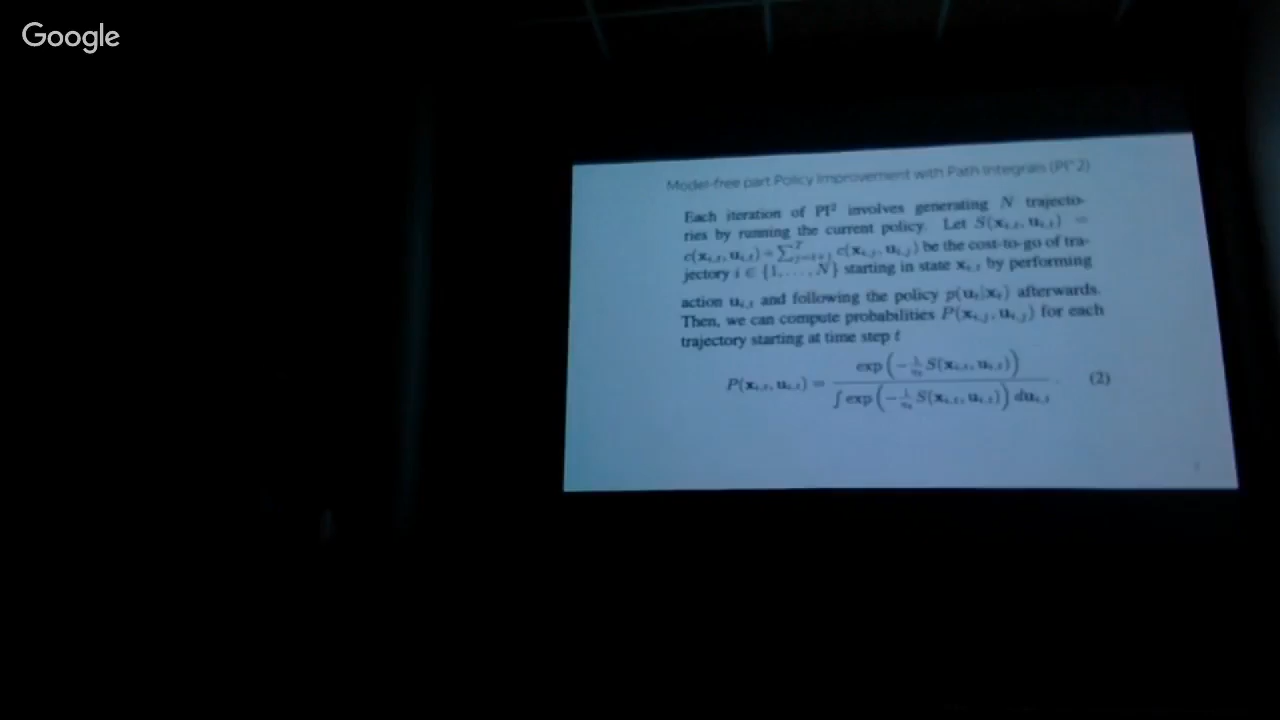 Google
Model-free part Policy Improvement with Path Integrals (PI^2)
Each iteration of PI² involves generating N trajecto-
ries by running the current policy. Let S(x_{i,t}, u_{i,t}) =
c(x_{i,t}, u_{i,t}) + ∑_{j=t+1}^{T} c(x_{i,j}, u_{i,j}) be the cost-to-go of tra-
jectory i ∈ {1, . . . , N} starting in state x_{i,t} by performing
action u_{i,t} and following the policy p(u_t|x_t) afterwards.
Then, we can compute probabilities P(x_{i,j}, u_{i,j}) for each
trajectory starting at time step t
P(x_{i,t}, u_{i,t}) = exp(−1/η_t S(x_{i,t}, u_{i,t})) / ∫ exp(−1/η_t S(x_{i,t}, u_{i,t})) du_{i,t} (2)